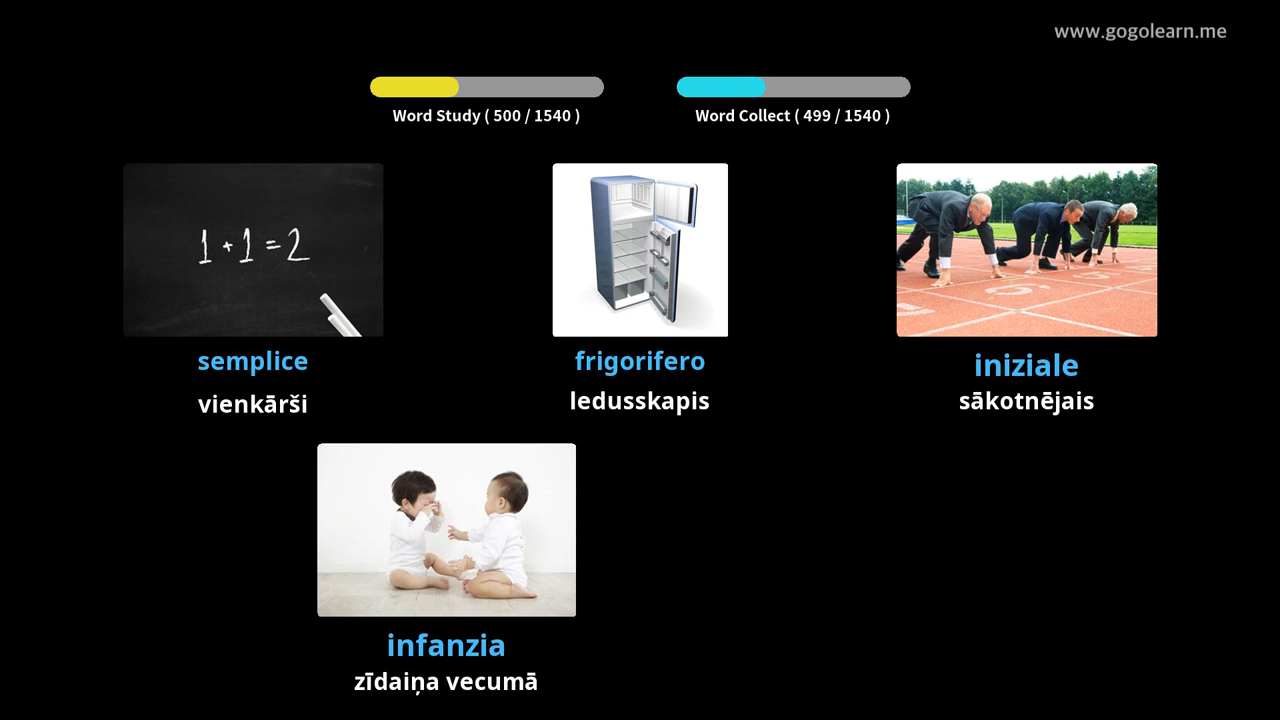 www.gogolearn.me
Word Study ( 500 / 1540 )
Word Collect ( 499 / 1540 )
1 + 1 = 2
semplice
vienkārši
frigorifero
ledusskapis
iniziale
sākotnējais
infanzia
zīdaiņa vecumā